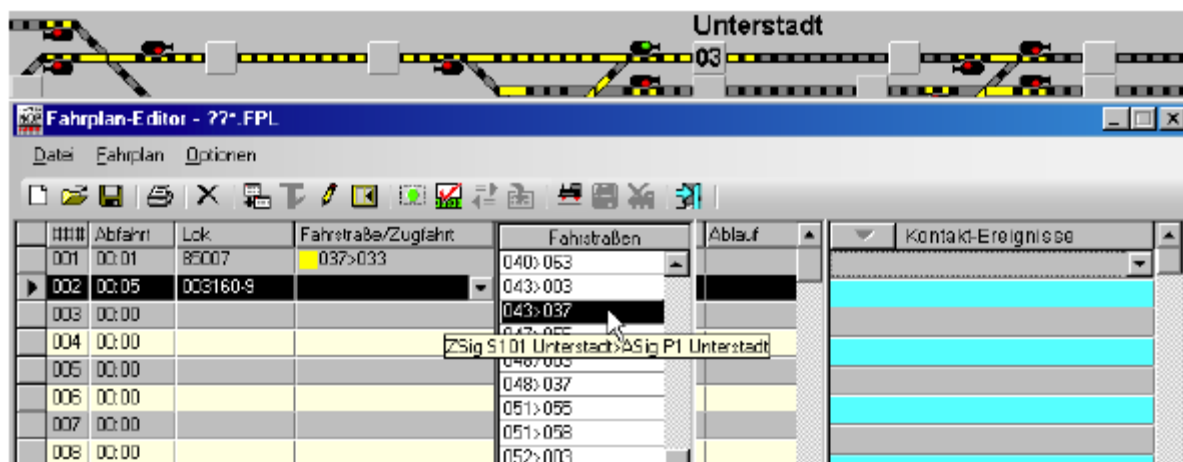 Unterstadt
03
Fahrplan-Editor - ??*.FPL
Datei Fahrplan Optionen
### Abfahrt Lok Fahrstraße/Zugfahrt Fahrstraßen Ablauf Kontakt-Ereignisse
001 00:01 85007 037>033 040>063
002 00:05 003160-9 043>003
003 00:00 043>037
004 00:00
ZSig S101 Unterstadt>ASig P1 Unterstadt
005 00:00
006 00:00 048>037
007 00:00 051>055
051>058
008 00:00 052>003